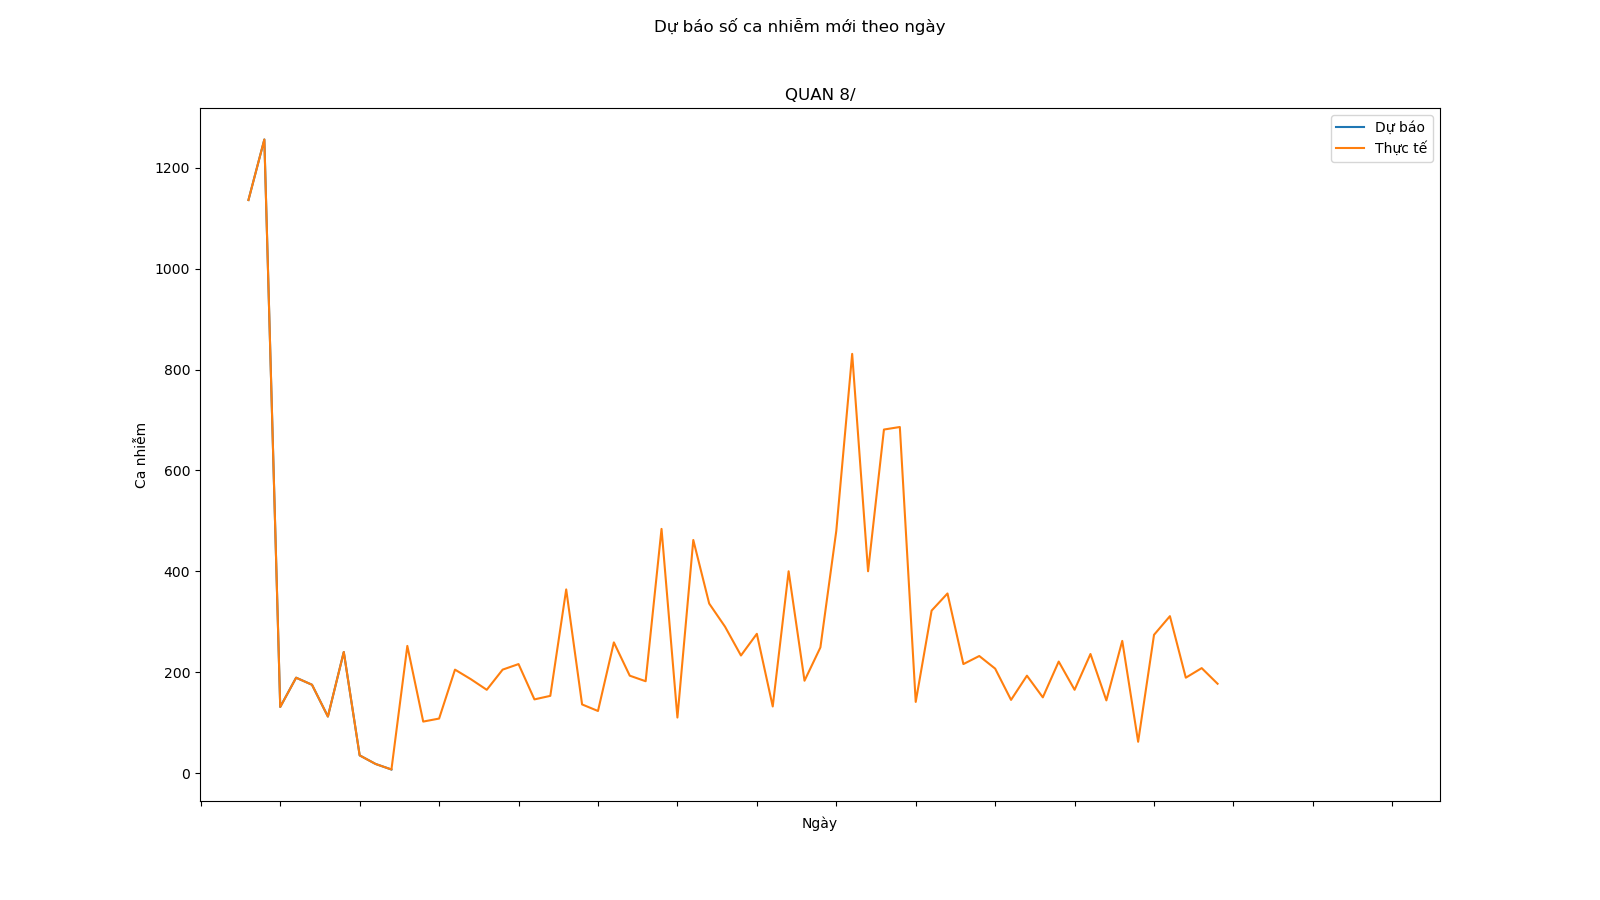 Dự báo số ca nhiễm mới theo ngày
QUAN 8/
Dự báo
Thực tế
1200
1000
800
600
400
200
0
Ca nhiễm
Ngày